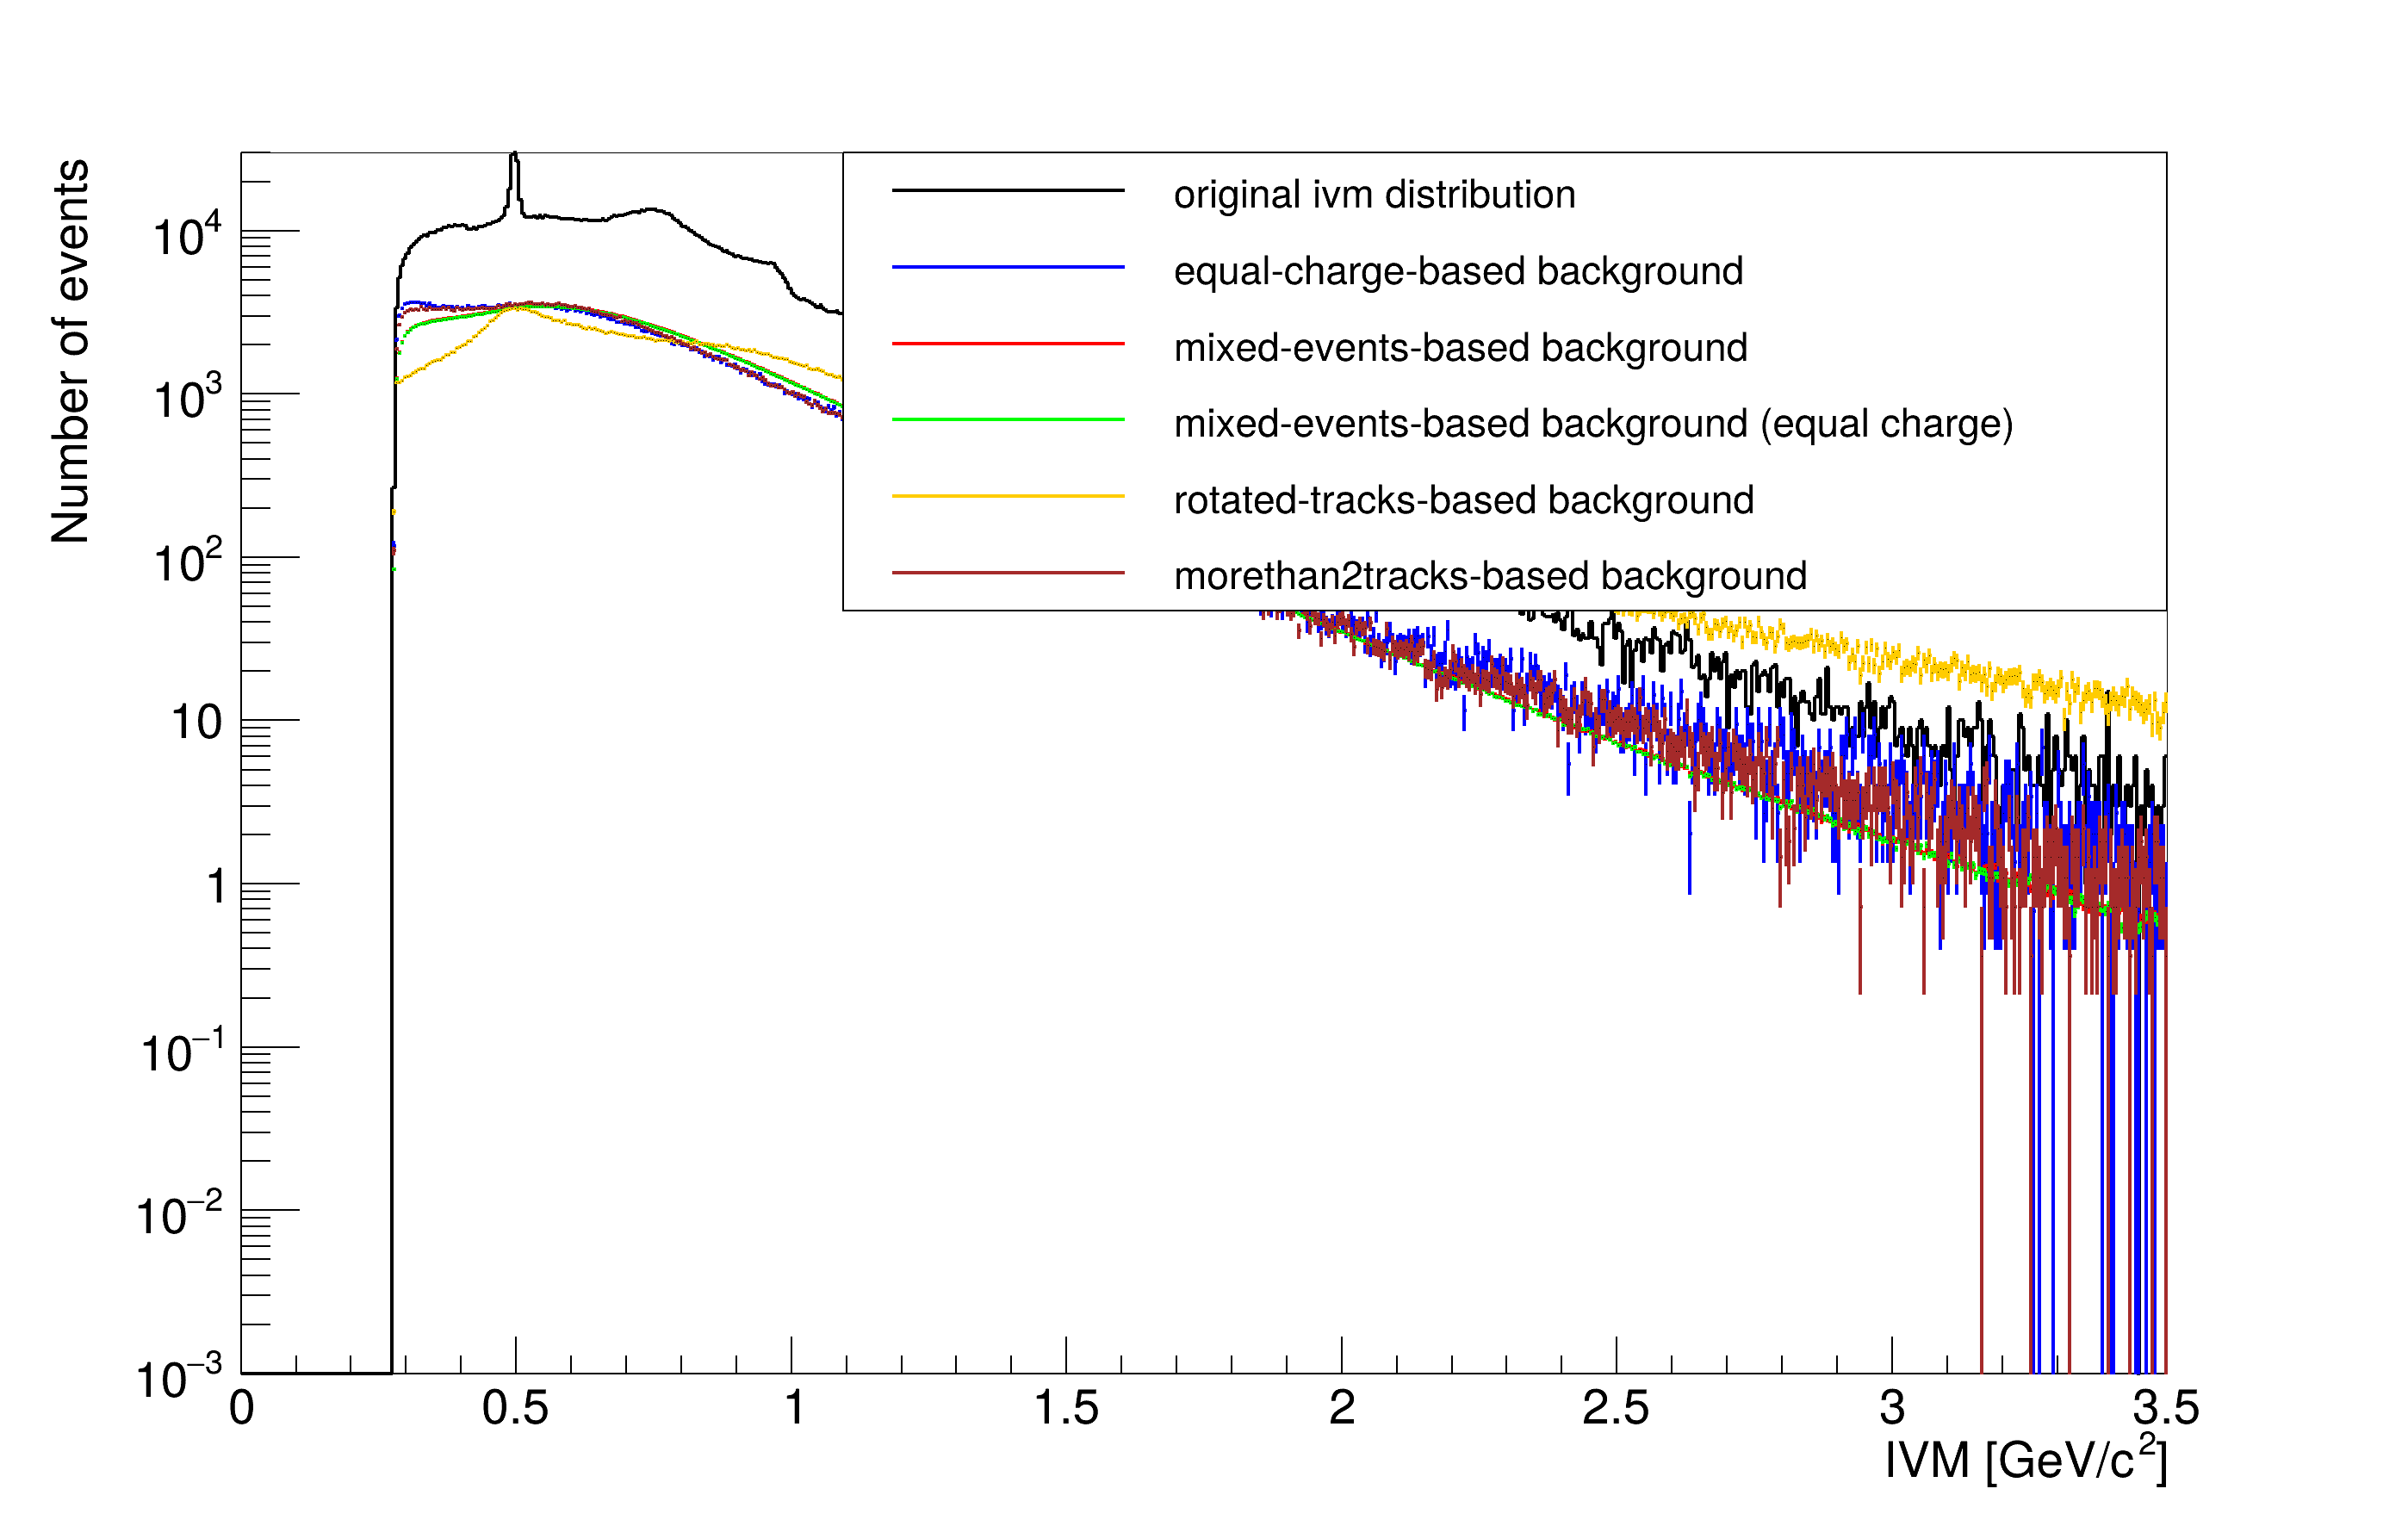 Number of events
10^4
10^3
10^2
10
1
10^−1
10^−2
10^−3
original ivm distribution
equal-charge-based background
mixed-events-based background
mixed-events-based background (equal charge)
rotated-tracks-based background
morethan2tracks-based background
0 0.5 1 1.5 2 2.5 3 3.5
IVM [GeV/c^2]